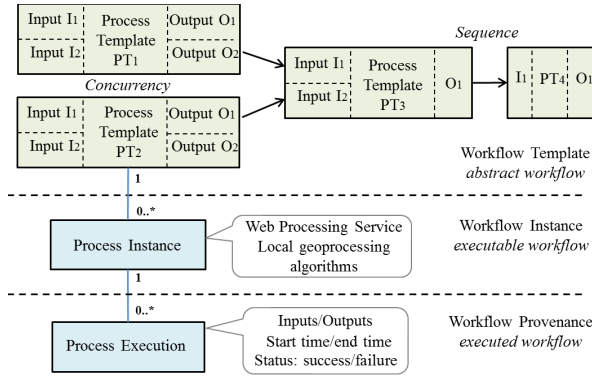 Input I1
Process Template PT1
Output O1
Input I2
Output O2
Concurrency
Input I1
Process Template PT2
Output O1
Input I2
Output O2
Sequence
Input I1
Input I2
Process Template PT3
O1
I1
PT4
O1
Workflow Template
abstract workflow
1
0..*
Process Instance
Web Processing Service
Local geoprocessing
algorithms
Workflow Instance
executable workflow
1
0..*
Process Execution
Inputs/Outputs
Start time/end time
Status: success/failure
Workflow Provenance
executed workflow